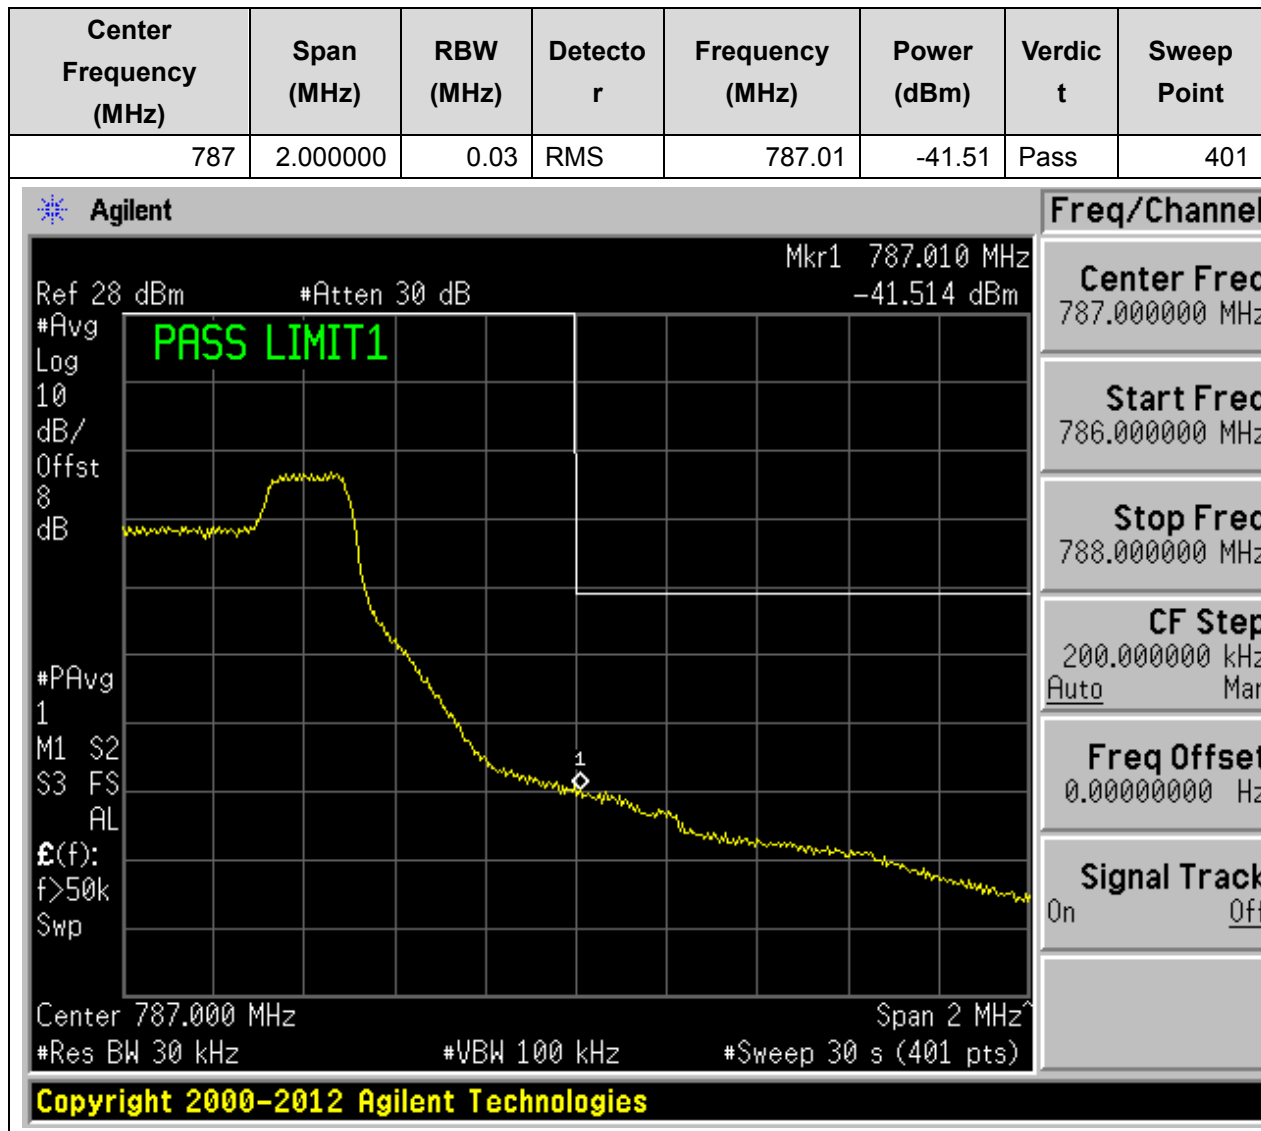 Center Frequency (MHz) Span (MHz) RBW (MHz) Detecto r Frequency (MHz) Power (dBm) Verdic t Sweep Point
787 2.000000 0.03 RMS 787.01 -41.51 Pass 401
Agilent
Freq/Channel
Mkr1 787.010 MHz
Ref 28 dBm #Atten 30 dB -41.514 dBm
#Avg
Log
10
dB/
Offst
8
dB
PASS LIMIT1
#PAvg
1
M1 S2
S3 FS
AL
£(f):
f>50k
Swp
1
Center 787.000 MHz Span 2 MHz^
#Res BW 30 kHz #VBW 100 kHz #Sweep 30 s (401 pts)
Center Freq
787.000000 MHz
Start Freq
786.000000 MHz
Stop Freq
788.000000 MHz
CF Step
200.000000 kHz
Auto Man
Freq Offset
0.00000000 Hz
Signal Track
On Off
Copyright 2000-2012 Agilent Technologies